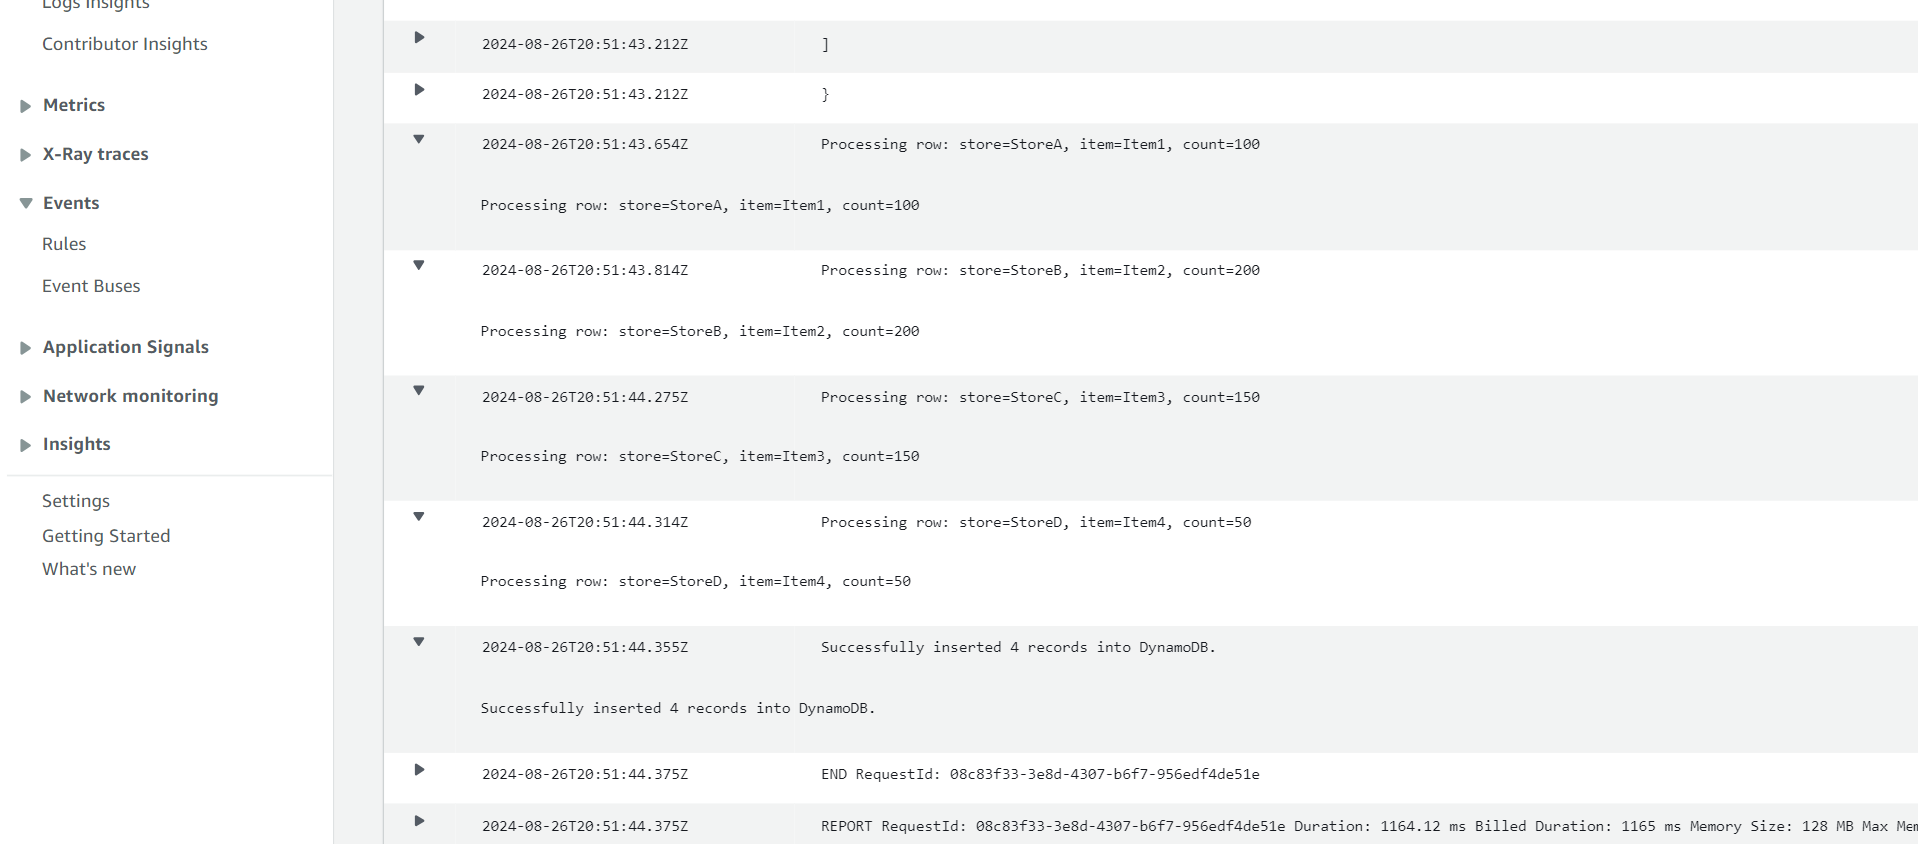 Logs Insights
Contributor Insights
Metrics
X-Ray traces
Events
Rules
Event Buses
Application Signals
Network monitoring
Insights
Settings
Getting Started
What's new
2024-08-26T20:51:43.212Z ]
2024-08-26T20:51:43.212Z }
2024-08-26T20:51:43.654Z Processing row: store=StoreA, item=Item1, count=100
Processing row: store=StoreA, item=Item1, count=100
2024-08-26T20:51:43.814Z Processing row: store=StoreB, item=Item2, count=200
Processing row: store=StoreB, item=Item2, count=200
2024-08-26T20:51:44.275Z Processing row: store=StoreC, item=Item3, count=150
Processing row: store=StoreC, item=Item3, count=150
2024-08-26T20:51:44.314Z Processing row: store=StoreD, item=Item4, count=50
Processing row: store=StoreD, item=Item4, count=50
2024-08-26T20:51:44.355Z Successfully inserted 4 records into DynamoDB.
Successfully inserted 4 records into DynamoDB.
2024-08-26T20:51:44.375Z END RequestId: 08c83f33-3e8d-4307-b6f7-956edf4de51e
2024-08-26T20:51:44.375Z REPORT RequestId: 08c83f33-3e8d-4307-b6f7-956edf4de51e Duration: 1164.12 ms Billed Duration: 1165 ms Memory Size: 128 MB Max Mem